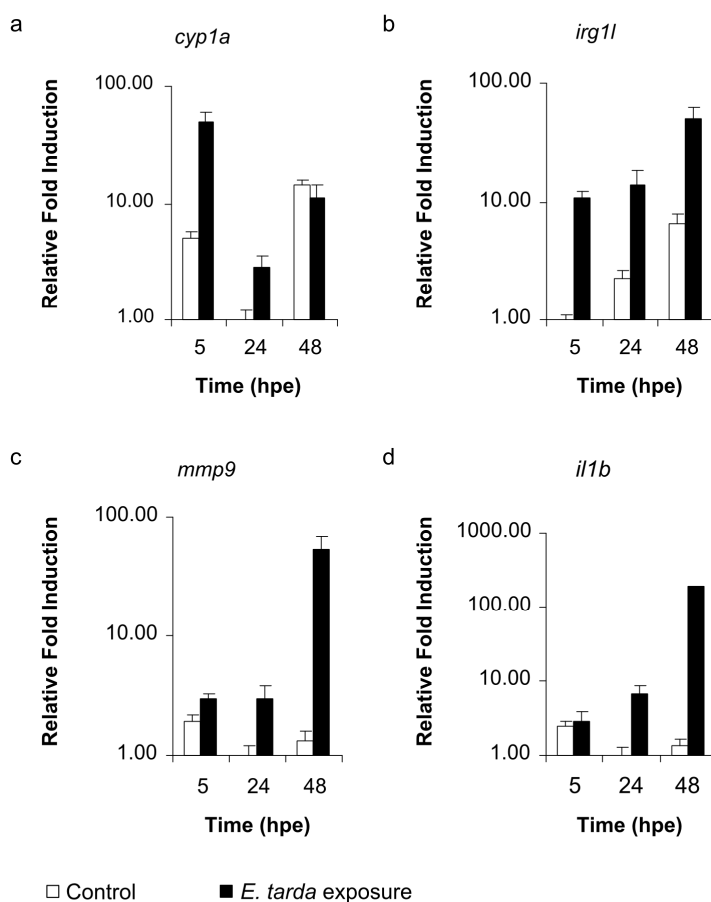 a
cyp1a
Relative Fold Induction
100.00
10.00
1.00
5 24 48
Time (hpe)
b
irg1l
Relative Fold Induction
100.00
10.00
1.00
5 24 48
Time (hpe)
c
mmp9
Relative Fold Induction
100.00
10.00
1.00
5 24 48
Time (hpe)
d
il1b
Relative Fold Induction
1000.00
100.00
10.00
1.00
5 24 48
Time (hpe)
Control
E. tarda exposure